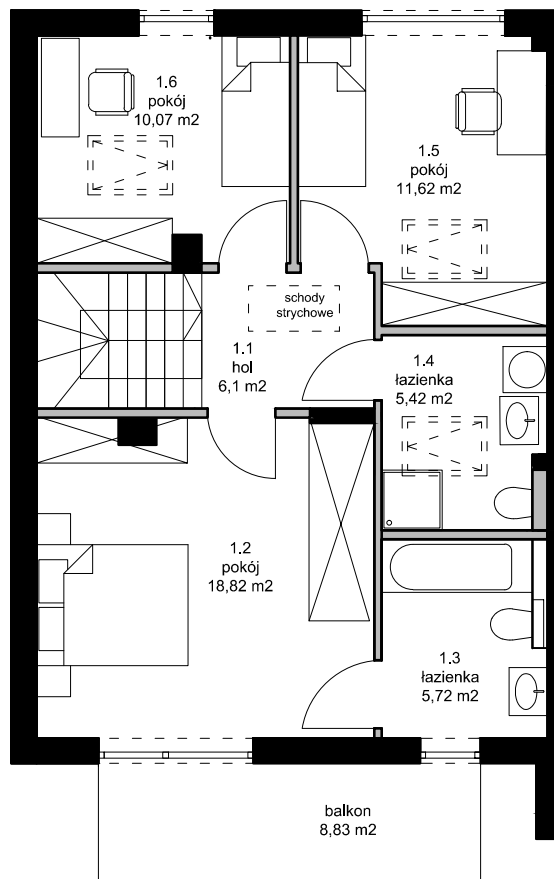 1.6
pokój
10,07 m2
1.5
pokój
11,62 m2
schody
strychowe
1.1
hol
6,1 m2
1.4
łazienka
5,42 m2
1.2
pokój
18,82 m2
1.3
łazienka
5,72 m2
balkon
8,83 m2